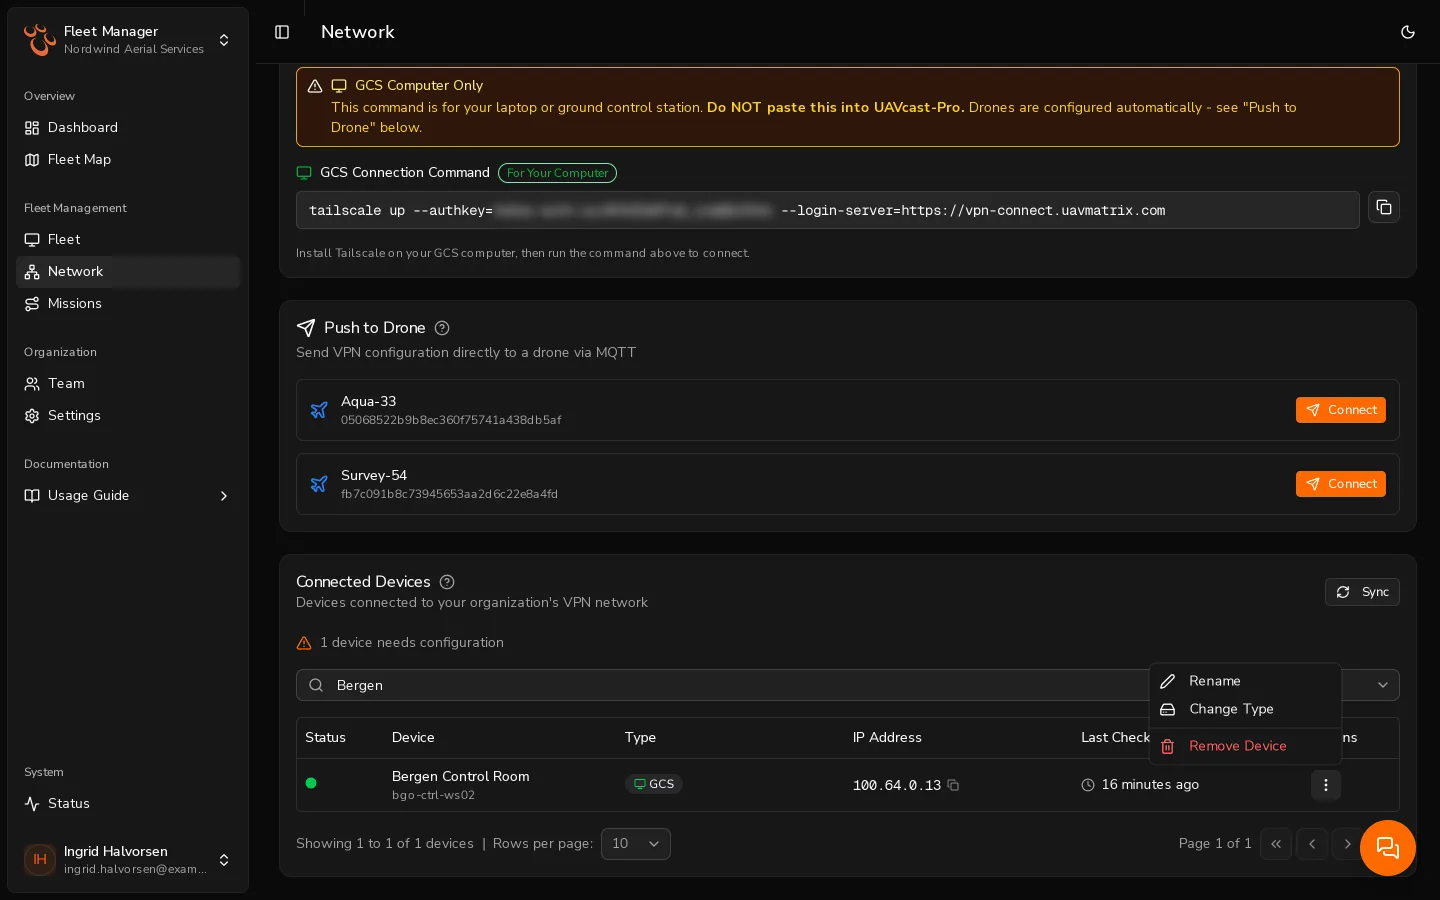 Fleet Manager
Nordwind Aerial Services
Overview
Dashboard
Fleet Map
Fleet Management
Fleet
Network
Missions
Organization
Team
Settings
Documentation
Usage Guide
System
Status
IH
Ingrid Halvorsen
ingrid.halvorsen@exam...
Network
GCS Computer Only
This command is for your laptop or ground control station. Do NOT paste this into UAVcast-Pro. Drones are configured automatically - see "Push to
Drone" below.
GCS Connection Command For Your Computer
tailscale up --authkey= --login-server=https://vpn-connect.uavmatrix.com
Install Tailscale on your GCS computer, then run the command above to connect.
Push to Drone
Send VPN configuration directly to a drone via MQTT
Aqua-33
05068522b9b8ec360f75741a438db5af
Connect
Survey-54
fb7c091b8c73945653aa2d6c22e8a4fd
Connect
Connected Devices
Devices connected to your organization's VPN network
Sync
1 device needs configuration
Bergen
Rename
Change Type
Remove Device
Status Device Type IP Address Last Check ns
Bergen Control Room
bgo-ctrl-ws02
GCS
100.64.0.13
16 minutes ago
Showing 1 to 1 of 1 devices | Rows per page: 10
Page 1 of 1